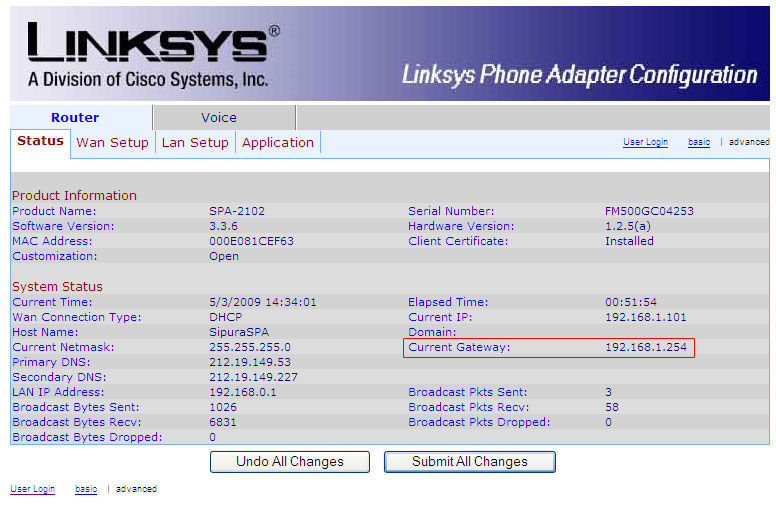 LINKSYS®
A Division of Cisco Systems, Inc.
Linksys Phone Adapter Configuration
Router Voice
Status Wan Setup Lan Setup Application User Login basic | advanced
Product Information
Product Name: SPA-2102 Serial Number: FM500GC04253
Software Version: 3.3.6 Hardware Version: 1.2.5(a)
MAC Address: 000E081CEF63 Client Certificate: Installed
Customization: Open
System Status
Current Time: 5/3/2009 14:34:01 Elapsed Time: 00:51:54
Wan Connection Type: DHCP Current IP: 192.168.1.101
Host Name: SipuraSPA Domain:
Current Netmask: 255.255.255.0 Current Gateway: 192.168.1.254
Primary DNS: 212.19.149.53
Secondary DNS: 212.19.149.227
LAN IP Address: 192.168.0.1 Broadcast Pkts Sent: 3
Broadcast Bytes Sent: 1026 Broadcast Pkts Recv: 58
Broadcast Bytes Recv: 6831 Broadcast Pkts Dropped: 0
Broadcast Bytes Dropped: 0
Undo All Changes Submit All Changes
User Login basic | advanced